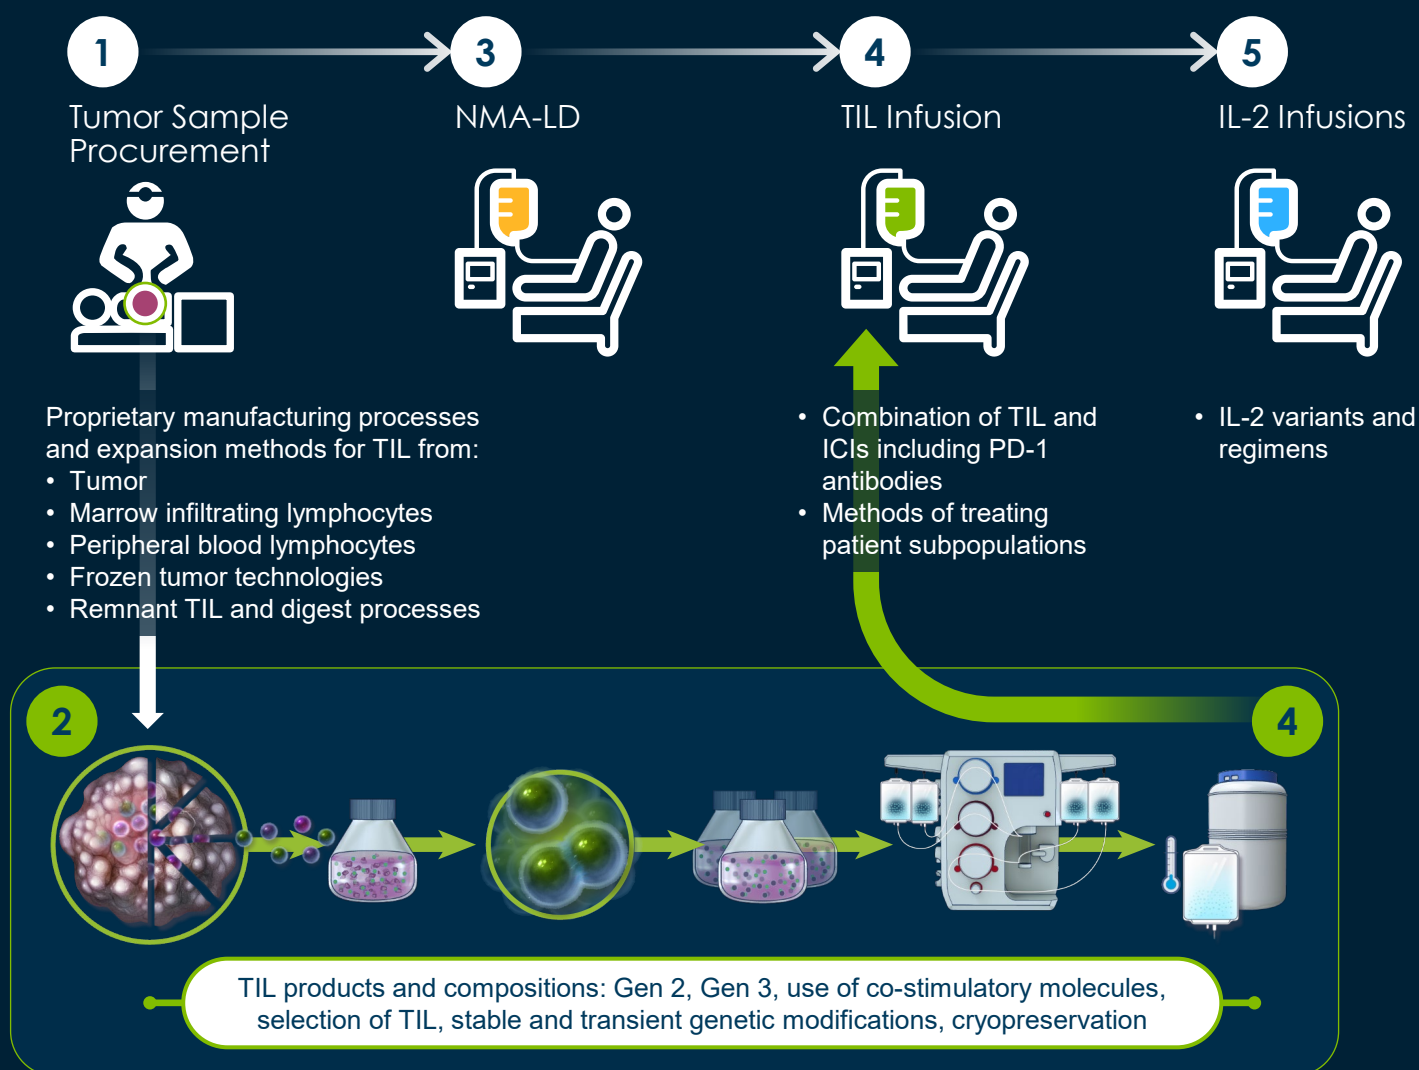 1
3
4
5
Tumor Sample
Procurement
NMA-LD
TIL Infusion
IL-2 Infusions
Proprietary manufacturing processes
and expansion methods for TIL from:
• Tumor
• Marrow infiltrating lymphocytes
• Peripheral blood lymphocytes
• Frozen tumor technologies
• Remnant TIL and digest processes
• Combination of TIL and
ICIs including PD-1
antibodies
• Methods of treating
patient subpopulations
• IL-2 variants and
regimens
2
4
TIL products and compositions: Gen 2, Gen 3, use of co-stimulatory molecules,
selection of TIL, stable and transient genetic modifications, cryopreservation